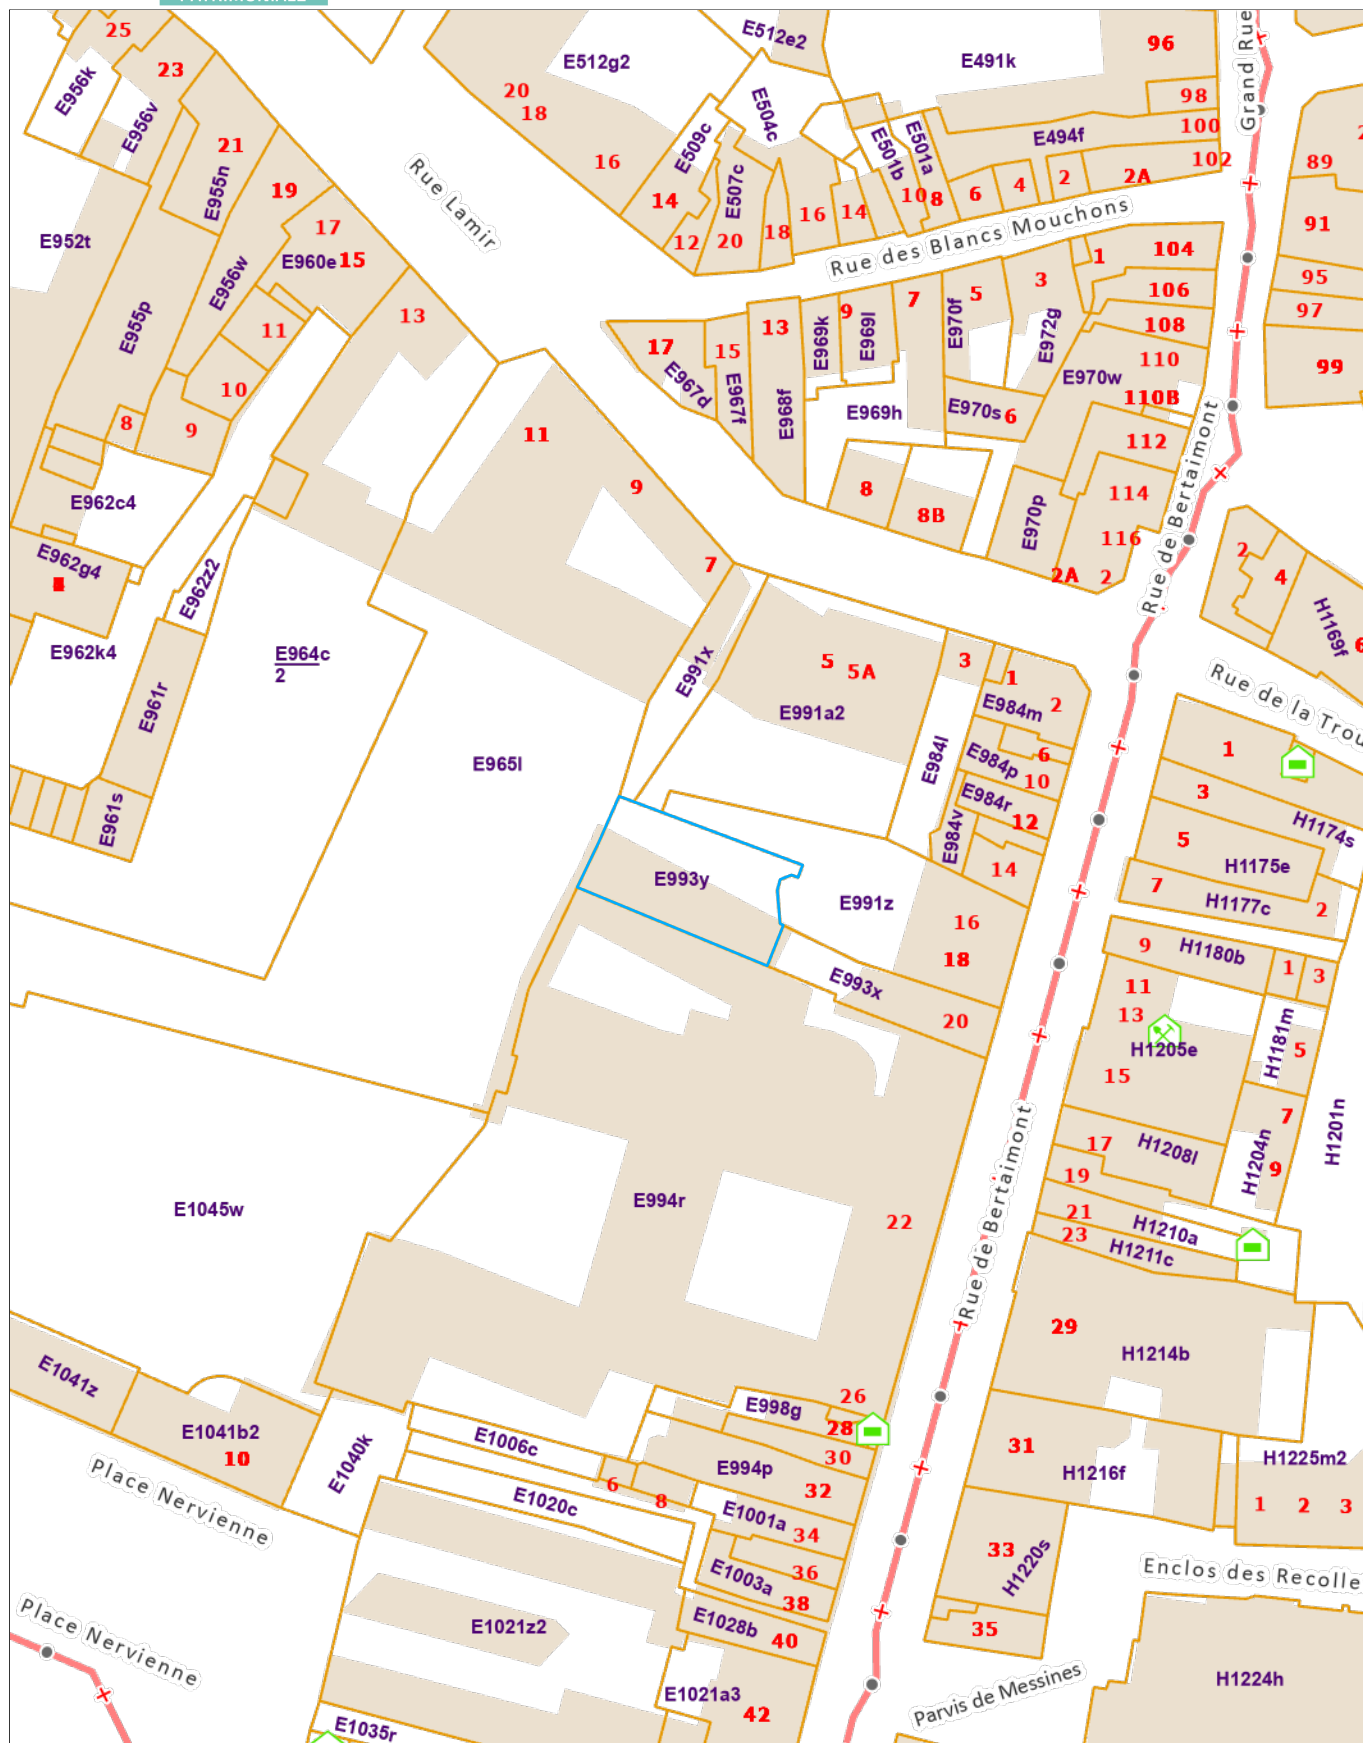 25
E512e2
96
E956k
23
E512g2
E491k
Grand Rue
20
18
E504c
98
E956v
21
E509c
E501b
E501a
E494f
100
E955n
Rue Lamir
16
E507c
102
89
19
14
10
8
6
4
2
2A
17
12
20
18
16
14
Rue des Blancs Mouchons
91
E952t
E960e
15
1
104
E956w
3
95
13
7
5
106
97
E955p
11
17
15
13
9
E969k
E969l
E970f
E972g
108
110
99
E967d
E967f
E968f
E970w
10
E969h
E970s
6
110B
8
9
11
112
Rue de Bertaimont
E962c4
9
8
8B
E970p
114
116
E962g4
7
2A
2
2
4
E962z2
H1169f
6
E962k4
E964c
2
E991x
5
5A
3
1
E984m
2
Rue de la Trou
E961r
E991a2
E984l
E984p
6
1
E965l
10
3
E961s
E984r
12
E984v
H1174s
5
E993y
14
H1175e
E991z
7
H1177c
2
16
18
9
H1180b
1
3
E993x
11
20
13
H1181m
H1205e
5
15
7
H1201n
17
H1208l
H1204n
9
19
E994r
Rue de Bertaimont
E1045w
22
21
H1210a
23
H1211c
29
H1214b
E1041z
26
E998g
E1041b2
28
10
E1006c
30
31
E1040k
E994p
H1216f
H1225m2
Place Nervienne
6
8
32
E1020c
E1001a
34
1
2
3
33
H1220s
36
E1003a
38
Enclos des Recolle
Place Nervienne
E1021z2
E1028b
40
35
H1224h
E1021a3
Parvis de Messines
42
E1035r